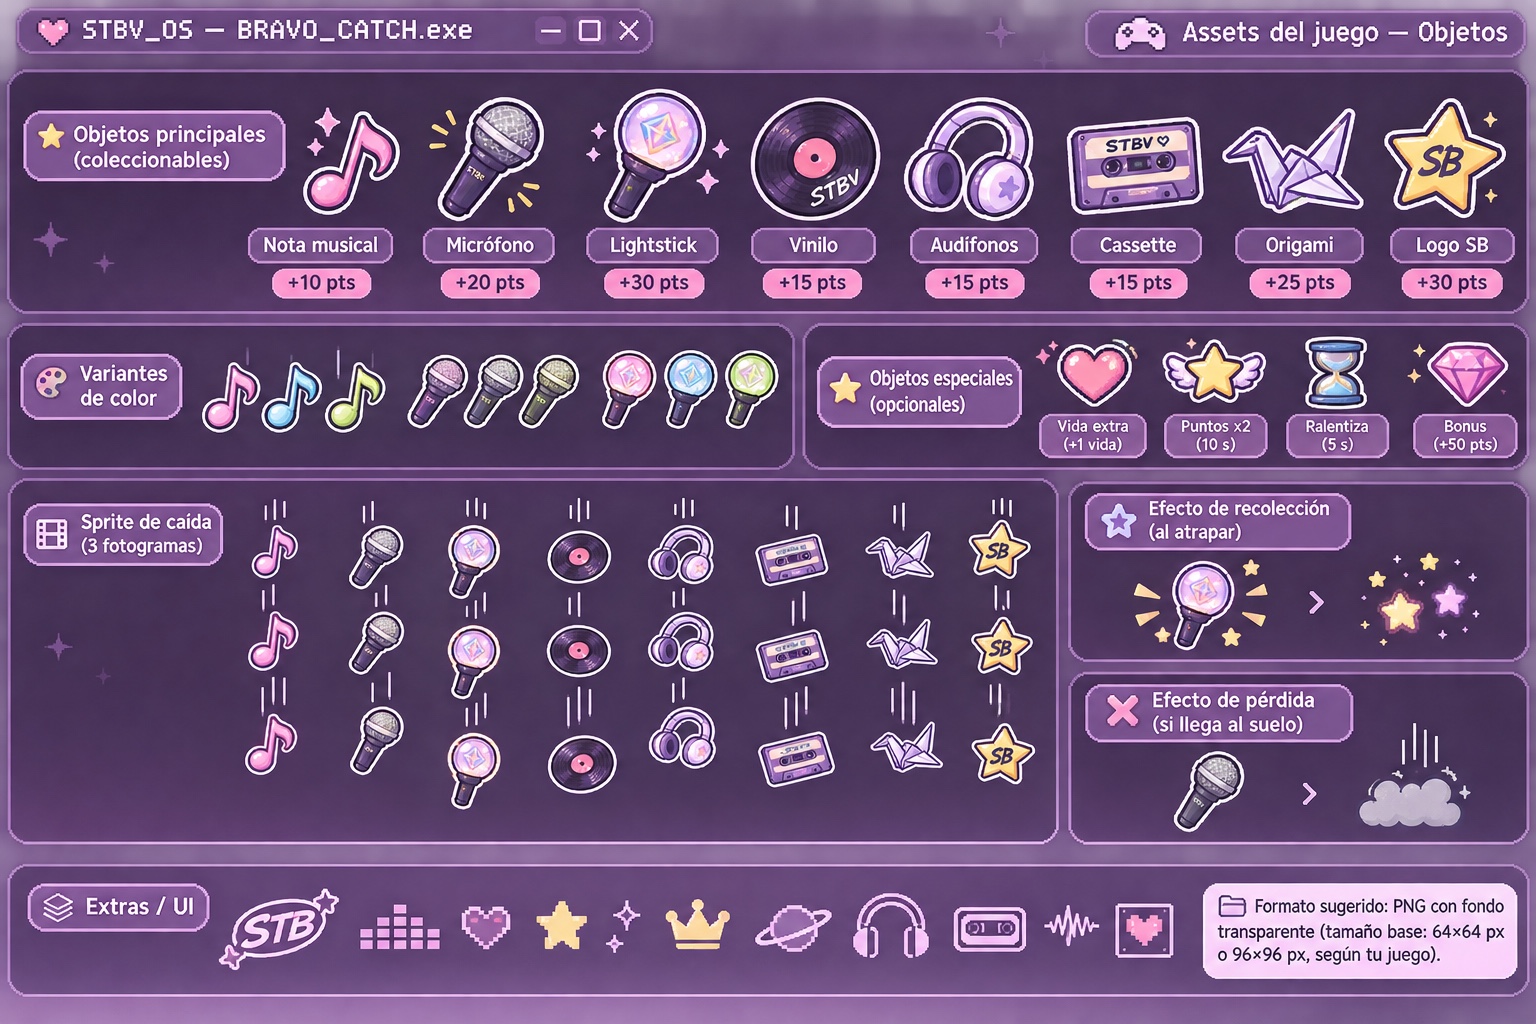 STBV_OS — BRAVO_CATCH.exe
Assets del juego — Objetos
Objetos principales
(coleccionables)
STBV
STBV ♡
SB
Nota musical
Micrófono
Lightstick
Vinilo
Audífonos
Cassette
Origami
Logo SB
+10 pts
+20 pts
+30 pts
+15 pts
+15 pts
+15 pts
+25 pts
+30 pts
Variantes
de color
Objetos especiales
(opcionales)
Vida extra
(+1 vida)
Puntos x2
(10 s)
Ralentiza
(5 s)
Bonus
(+50 pts)
Sprite de caída
(3 fotogramas)
SB
SB
SB
Efecto de recolección
(al atrapar)
Efecto de pérdida
(si llega al suelo)
Extras / UI
STB
Formato sugerido: PNG con fondo
transparente (tamaño base: 64×64 px
o 96×96 px, según tu juego).